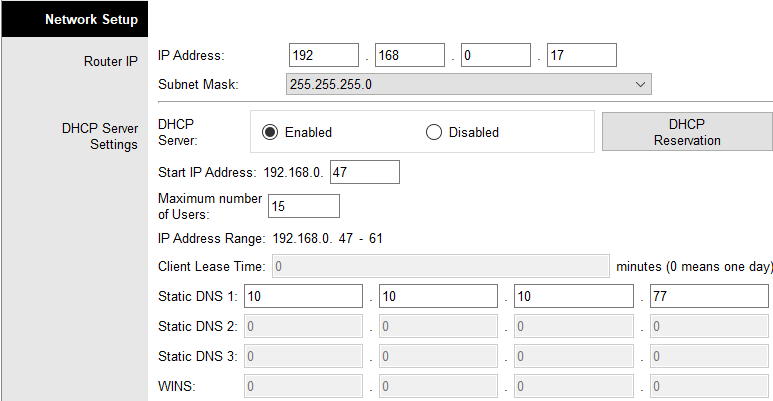 Network Setup
Router IP
IP Address: 192 . 168 . 0 . 17
Subnet Mask: 255.255.255.0
DHCP Server
Settings
DHCP
Server:
Enabled Disabled
DHCP
Reservation
Start IP Address: 192.168.0. 47
Maximum number
of Users:
15
IP Address Range: 192.168.0. 47 - 61
Client Lease Time: 0 minutes (0 means one day)
Static DNS 1: 10 . 10 . 10 . 77
Static DNS 2: 0 . 0 . 0 . 0
Static DNS 3: 0 . 0 . 0 . 0
WINS: 0 . 0 . 0 . 0